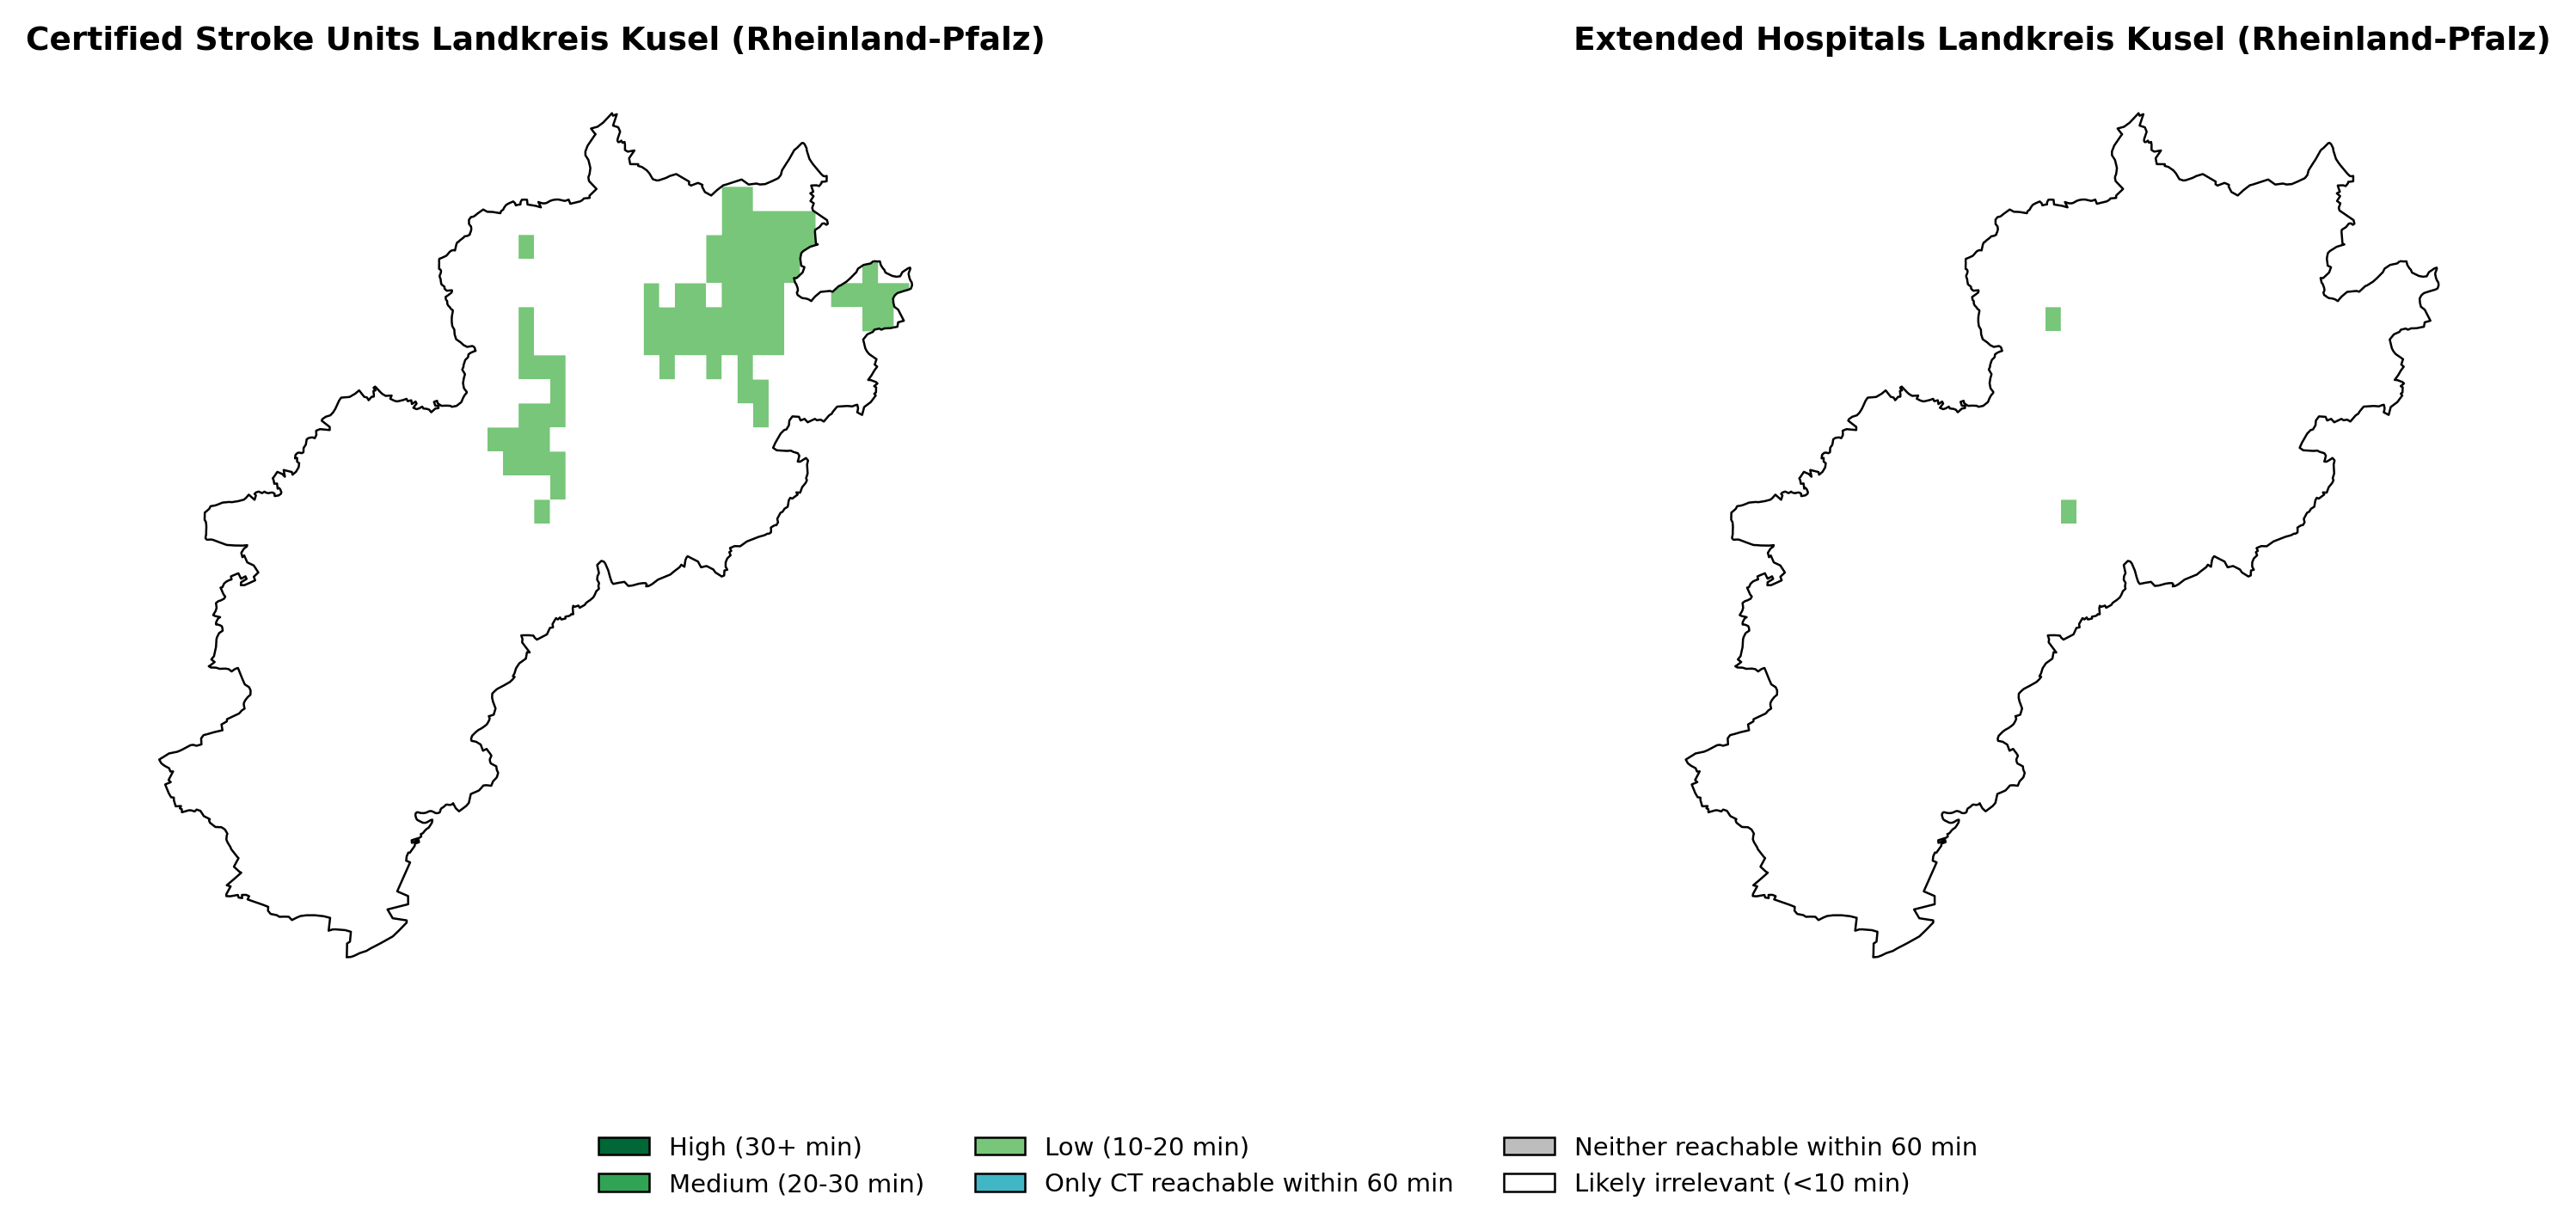 Certified Stroke Units Landkreis Kusel (Rheinland-Pfalz)
Extended Hospitals Landkreis Kusel (Rheinland-Pfalz)
High (30+ min)
Medium (20-30 min)
Low (10-20 min)
Only CT reachable within 60 min
Neither reachable within 60 min
Likely irrelevant (<10 min)